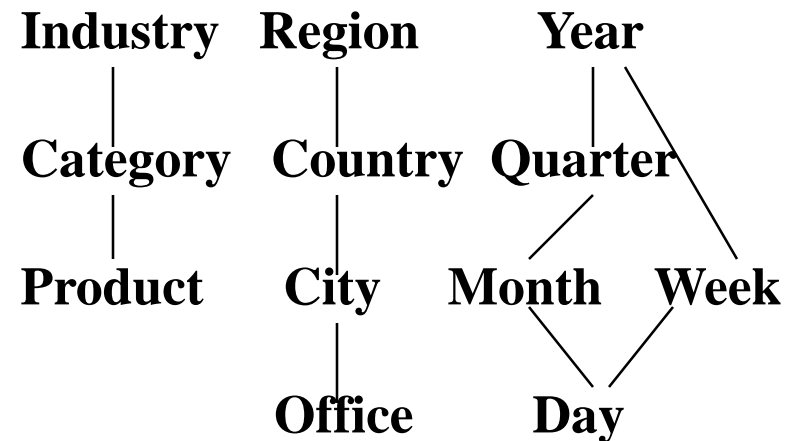 Industry Region Year
Category Country Quarter
Product City Month Week
Office Day